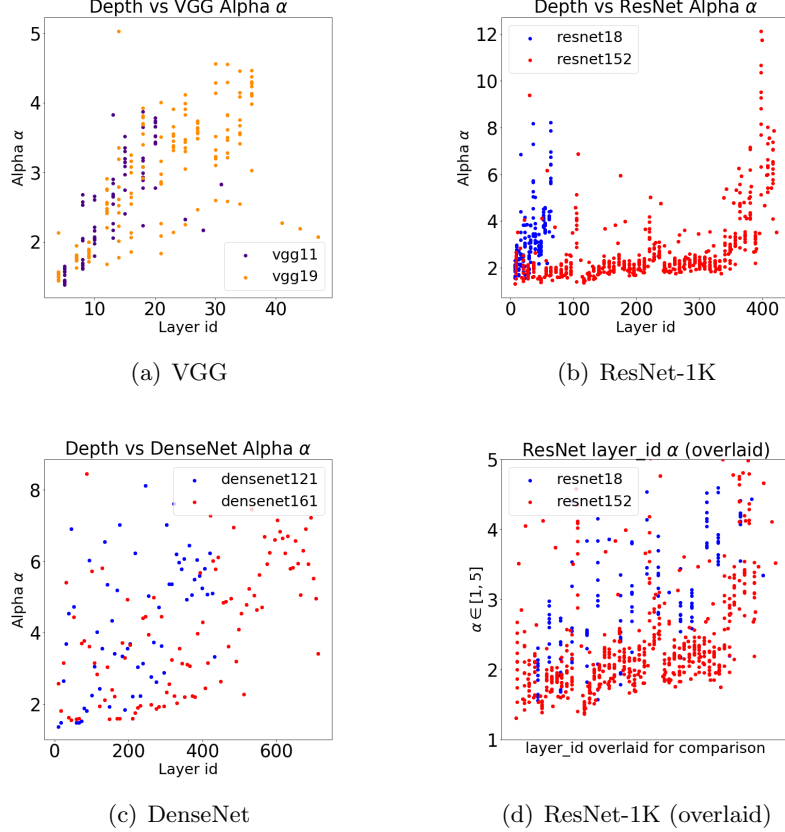 Depth vs VGG Alpha α
5
4
3
2
Alpha α
10
20
30
40
Layer id
vgg11
vgg19
(a) VGG
Depth vs ResNet Alpha α
12
10
8
6
4
2
Alpha α
0
100
200
300
400
Layer id
resnet18
resnet152
(b) ResNet-1K
Depth vs DenseNet Alpha α
8
6
4
2
Alpha α
0
200
400
600
Layer id
densenet121
densenet161
(c) DenseNet
ResNet layer_id α (overlaid)
5
4
3
2
1
α ∈ [1, 5]
layer_id overlaid for comparison
resnet18
resnet152
(d) ResNet-1K (overlaid)